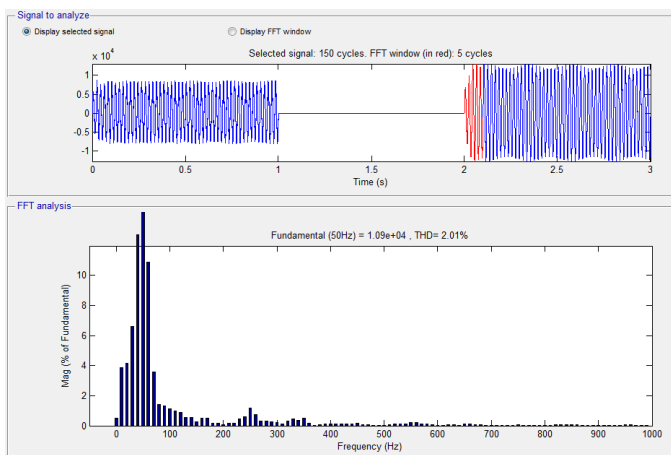 Signal to analyze
Display selected signal
Display FFT window
Selected signal: 150 cycles. FFT window (in red): 5 cycles
x 10^4
1
0.5
0
-0.5
-1
0 0.5 1 1.5 2 2.5 3
Time (s)
FFT analysis
Fundamental (50Hz) = 1.09e+04 , THD= 2.01%
10
8
6
4
2
0
Mag (% of Fundamental)
0 100 200 300 400 500 600 700 800 900 1000
Frequency (Hz)